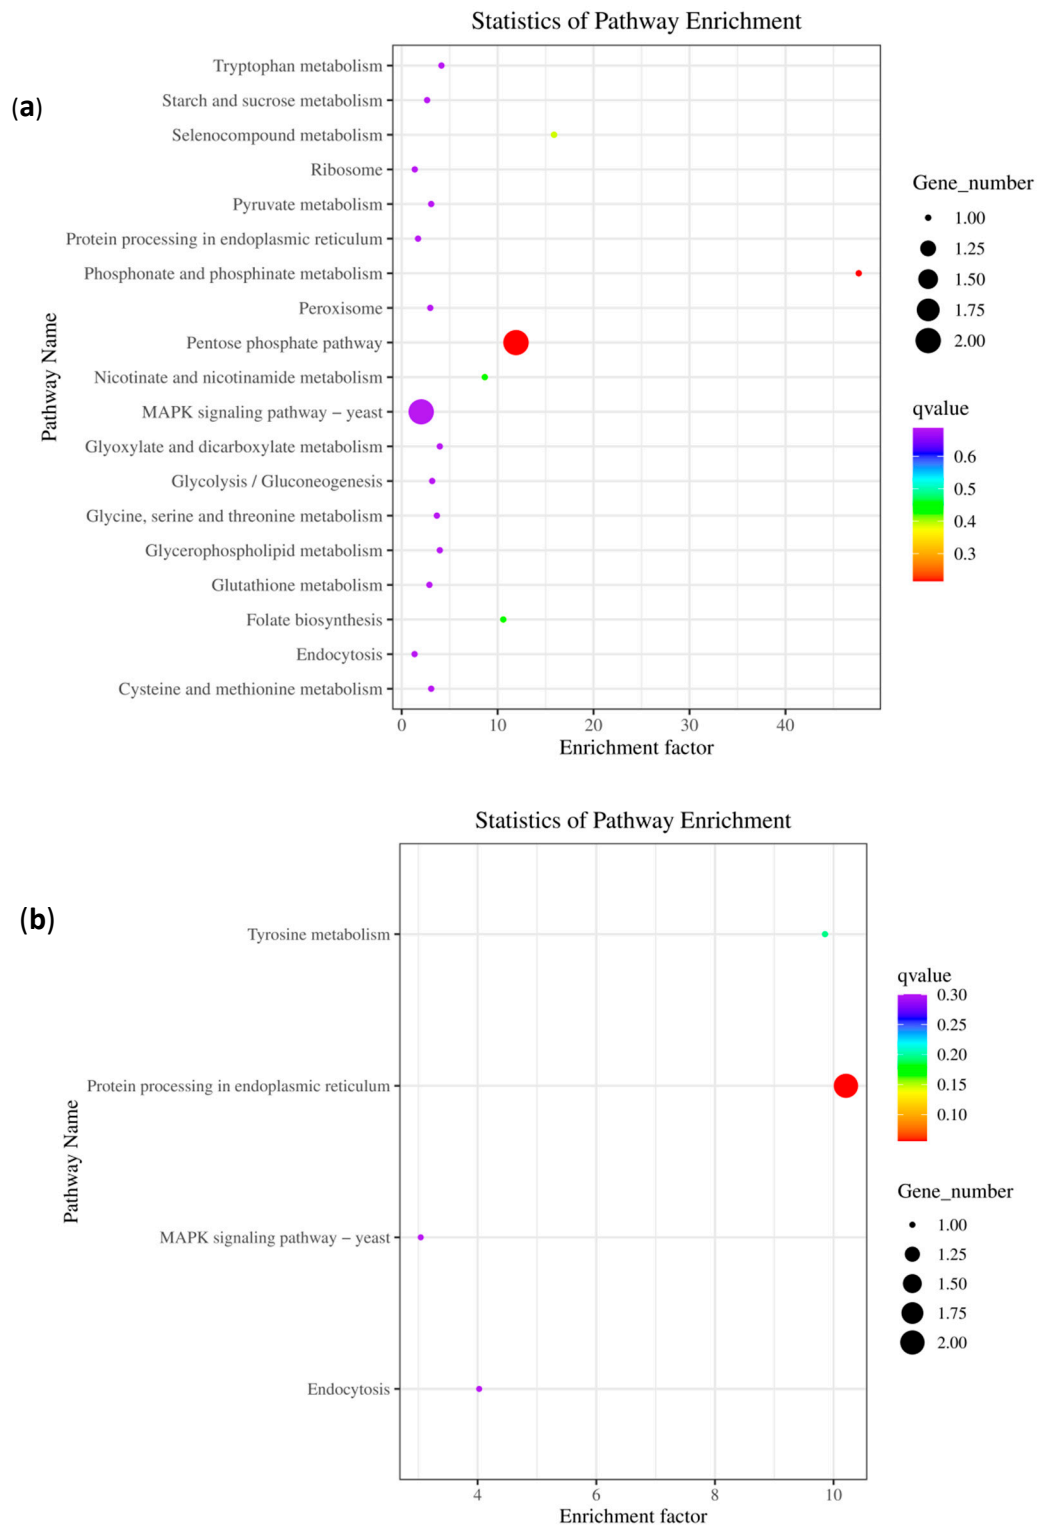 Statistics of Pathway Enrichment
(a)
Tryptophan metabolism
Starch and sucrose metabolism
Selenocompound metabolism
Ribosome
Pyruvate metabolism
Protein processing in endoplasmic reticulum
Phosphonate and phosphinate metabolism
Peroxisome
Pentose phosphate pathway
Nicotinate and nicotinamide metabolism
MAPK signaling pathway − yeast
Glyoxylate and dicarboxylate metabolism
Glycolysis / Gluconeogenesis
Glycine, serine and threonine metabolism
Glycerophospholipid metabolism
Glutathione metabolism
Folate biosynthesis
Endocytosis
Cysteine and methionine metabolism
Pathway Name
0 10 20 30 40
Enrichment factor
Gene_number
1.00
1.25
1.50
1.75
2.00
qvalue
0.6
0.5
0.4
0.3
Statistics of Pathway Enrichment
(b)
Tyrosine metabolism
Protein processing in endoplasmic reticulum
MAPK signaling pathway − yeast
Endocytosis
Pathway Name
4 6 8 10
Enrichment factor
qvalue
0.30
0.25
0.20
0.15
0.10
Gene_number
1.00
1.25
1.50
1.75
2.00